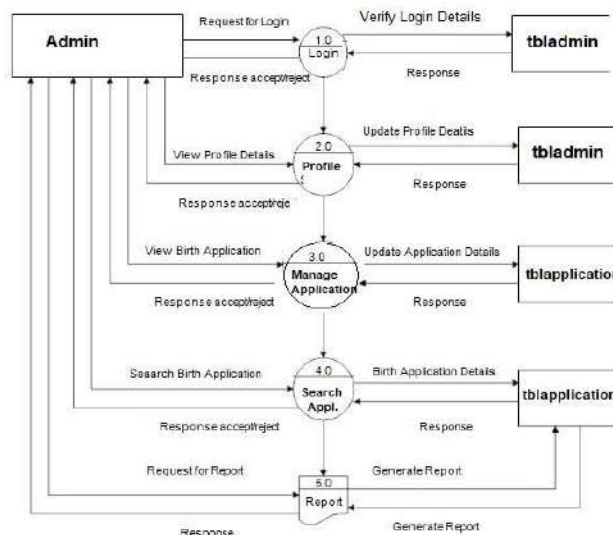 Admin
Request for Login
1.0
Login
Verify Login Details
tbladmin
Response accept/reject
Response
View Profile Details
2.0
Profile
Update Profile Deatils
tbladmin
Response accept/reje
Response
View Birth Application
3.0
Manage
Application
Update Application Details
tblapplication
Response accept/reject
Response
Seaarch Birth Application
4.0
Search
Appl.
Birth Application Details
tblapplication
Response accept/reject
Response
Request for Report
5.0
Report
Generate Report
Response
Generate Report